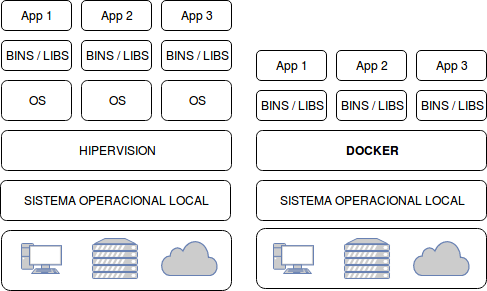 App 1 App 2 App 3
BINS / LIBS BINS / LIBS BINS / LIBS
OS OS OS
HIPERVISION
SISTEMA OPERACIONAL LOCAL
App 1 App 2 App 3
BINS / LIBS BINS / LIBS BINS / LIBS
DOCKER
SISTEMA OPERACIONAL LOCAL